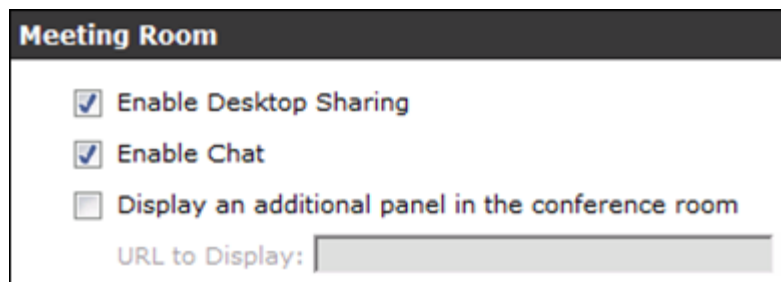 Meeting Room
Enable Desktop Sharing
Enable Chat
Display an additional panel in the conference room
URL to Display: